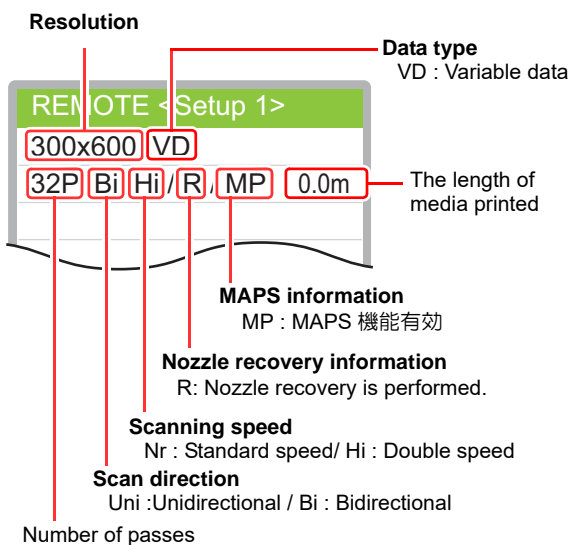 Resolution
Data type
VD : Variable data
REMOTE <Setup 1>
300x600 VD
32P Bi Hi / R / MP 0.0m
The length of
media printed
MAPS information
MP : MAPS 機能有効
Nozzle recovery information
R: Nozzle recovery is performed.
Scanning speed
Nr : Standard speed/ Hi : Double speed
Scan direction
Uni :Unidirectional / Bi : Bidirectional
Number of passes